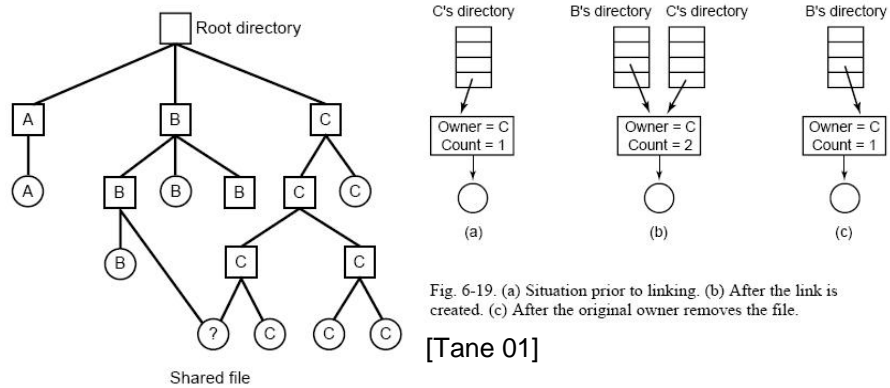 Root directory
A
B
C
A
B
B
B
C
C
B
C
C
?
C
C
C
Shared file
C's directory
B's directory C's directory
B's directory
Owner = C
Count = 1
Owner = C
Count = 2
Owner = C
Count = 1
(a)
(b)
(c)
Fig. 6-19. (a) Situation prior to linking. (b) After the link is
created. (c) After the original owner removes the file.
[Tane 01]